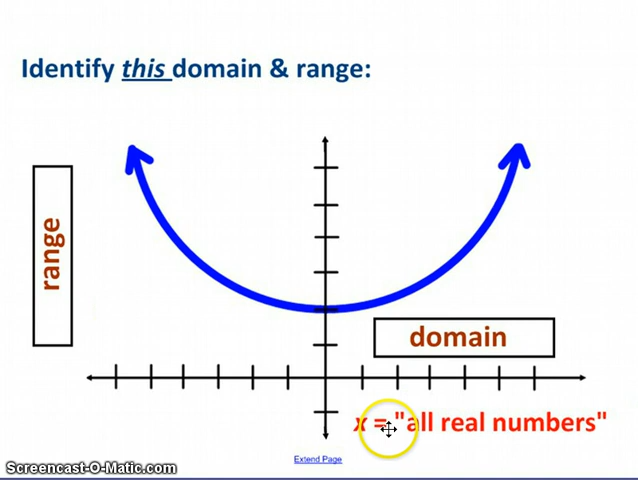 Identify this domain & range:
range
domain
x = "all real numbers"
Extend Page
Screencast-O-Matic.com